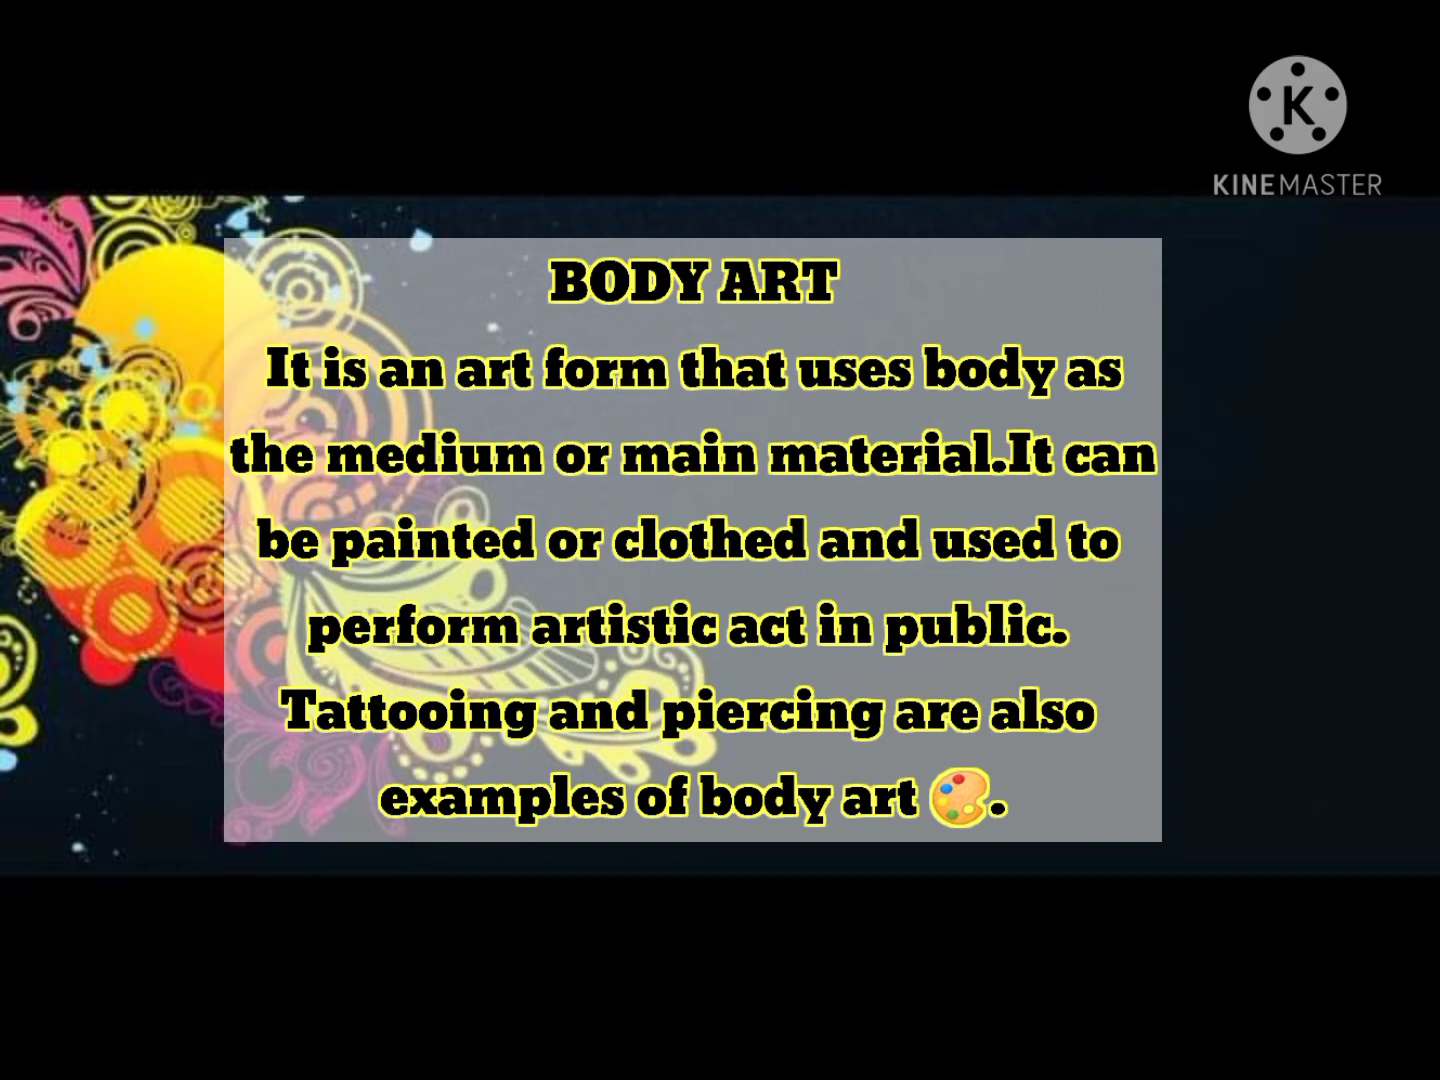 K
KINEMASTER
BODY ART
It is an art form that uses body as
the medium or main material.It can
be painted or clothed and used to
perform artistic act in public.
Tattooing and piercing are also
examples of body art 🎨.